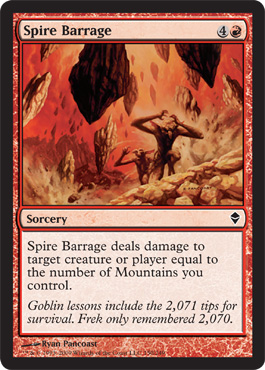 Spire Barrage 4
Sorcery
Spire Barrage deals damage to
target creature or player equal to
the number of Mountains you
control.
Goblin lessons include the 2,071 tips for
survival. Frek only remembered 2,070.
Ryan Pancoast